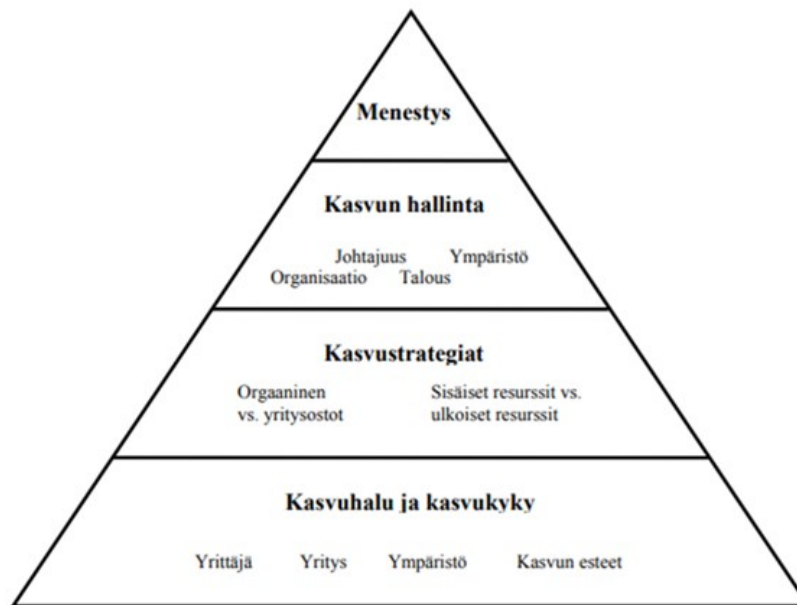 Menestys
Kasvun hallinta
Johtajuus Ympäristö
Organisaatio Talous
Kasvustrategiat
Orgaaninen Sisäiset resurssit vs.
vs. yritysostot ulkoiset resurssit
Kasvuhalu ja kasvukyky
Yrittäjä Yritys Ympäristö Kasvun esteet